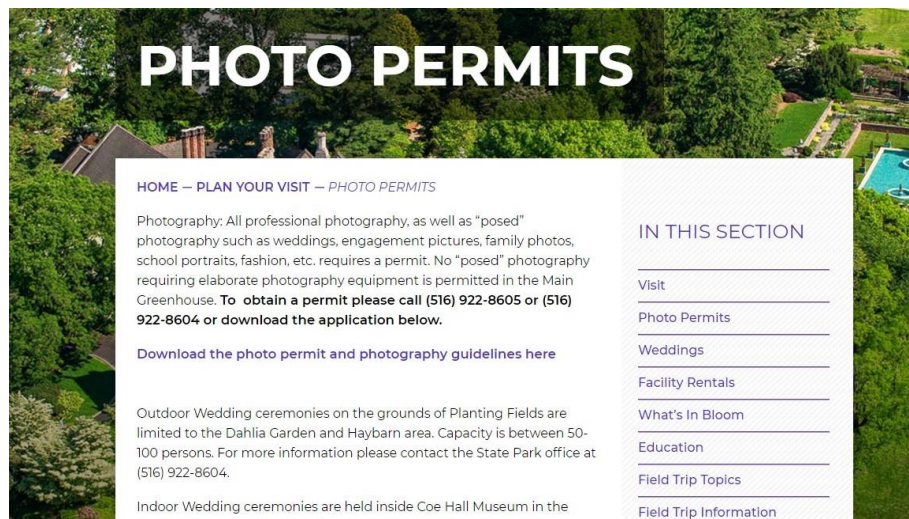 PHOTO PERMITS
HOME — PLAN YOUR VISIT — PHOTO PERMITS
Photography: All professional photography, as well as “posed”
photography such as weddings, engagement pictures, family photos,
school portraits, fashion, etc. requires a permit. No “posed” photography
requiring elaborate photography equipment is permitted in the Main
Greenhouse. To  obtain a permit please call (516) 922-8605 or (516)
922-8604 or download the application below.
Download the photo permit and photography guidelines here
Outdoor Wedding ceremonies on the grounds of Planting Fields are
limited to the Dahlia Garden and Haybarn area. Capacity is between 50-
100 persons. For more information please contact the State Park office at
(516) 922-8604.
Indoor Wedding ceremonies are held inside Coe Hall Museum in the
IN THIS SECTION
Visit
Photo Permits
Weddings
Facility Rentals
What’s In Bloom
Education
Field Trip Topics
Field Trip Information